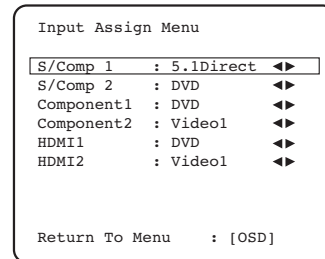 Input Assign Menu
S/Comp 1 : 5.1Direct ◄►
S/Comp 2 : DVD ◄►
Component1 : DVD ◄►
Component2 : Video1 ◄►
HDMI1 : DVD ◄►
HDMI2 : Video1 ◄►
Return To Menu : [OSD]